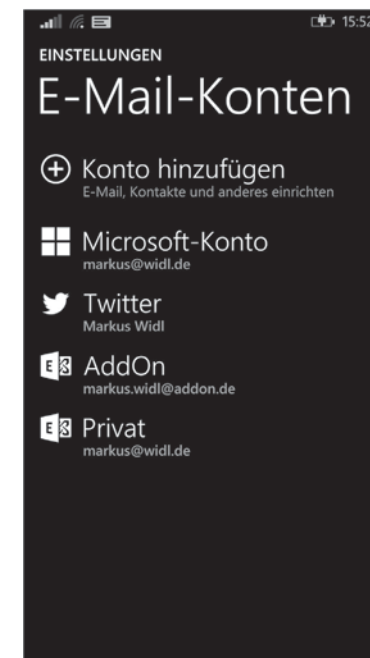 15:52
EINSTELLUNGEN
E-Mail-Konten
Konto hinzufügen
E-Mail, Kontakte und anderes einrichten
Microsoft-Konto
markus@widl.de
Twitter
Markus Widl
E AddOn
markus.widl@addon.de
E Privat
markus@widl.de